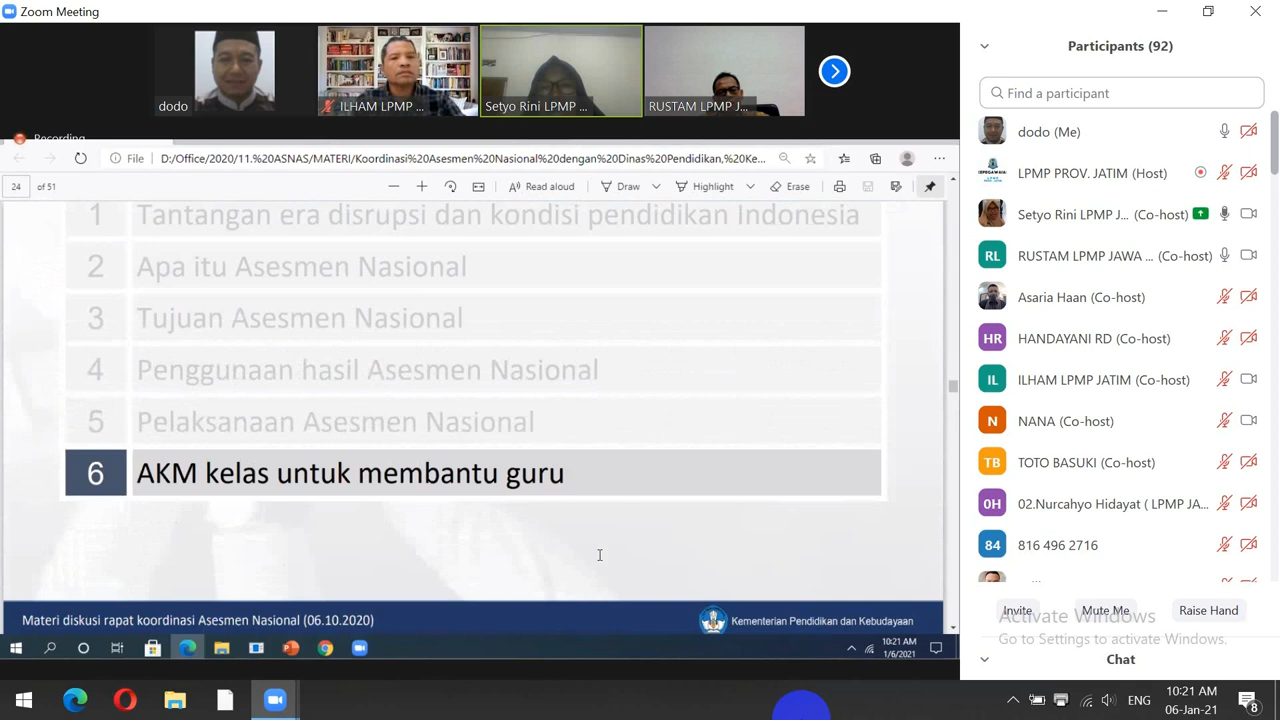 Zoom Meeting
dodo
ILHAM LPMP ...
Setyo Rini LPMP ...
RUSTAM LPMP J...
Recording
File
D:/Office/2020/11.%20ASNAS/MATERI/Koordinasi%20Asesmen%20Nasional%20dengan%20Dinas%20Pendidikan,%20Ke...
24 of 51
Read aloud
Draw
Highlight
Erase
1 Tantangan era disrupsi dan kondisi pendidikan Indonesia
2 Apa itu Asesmen Nasional
3 Tujuan Asesmen Nasional
4 Penggunaan hasil Asesmen Nasional
5 Pelaksanaan Asesmen Nasional
6 AKM kelas untuk membantu guru
Materi diskusi rapat koordinasi Asesmen Nasional (06.10.2020)
Kementerian Pendidikan dan Kebudayaan
10:21 AM
1/6/2021
Participants (92)
Find a participant
dodo (Me)
LPMP PROV. JATIM (Host)
Setyo Rini LPMP J... (Co-host)
RL RUSTAM LPMP JAWA ... (Co-host)
Asaria Haan (Co-host)
HR HANDAYANI RD (Co-host)
IL ILHAM LPMP JATIM (Co-host)
N NANA (Co-host)
TB TOTO BASUKI (Co-host)
0H 02.Nurcahyo Hidayat ( LPMP JA...
84 816 496 2716
Invite
Mute Me
Raise Hand
Activate Windows
Go to Settings to activate Windows.
Chat
ENG
10:21 AM
06-Jan-21
8